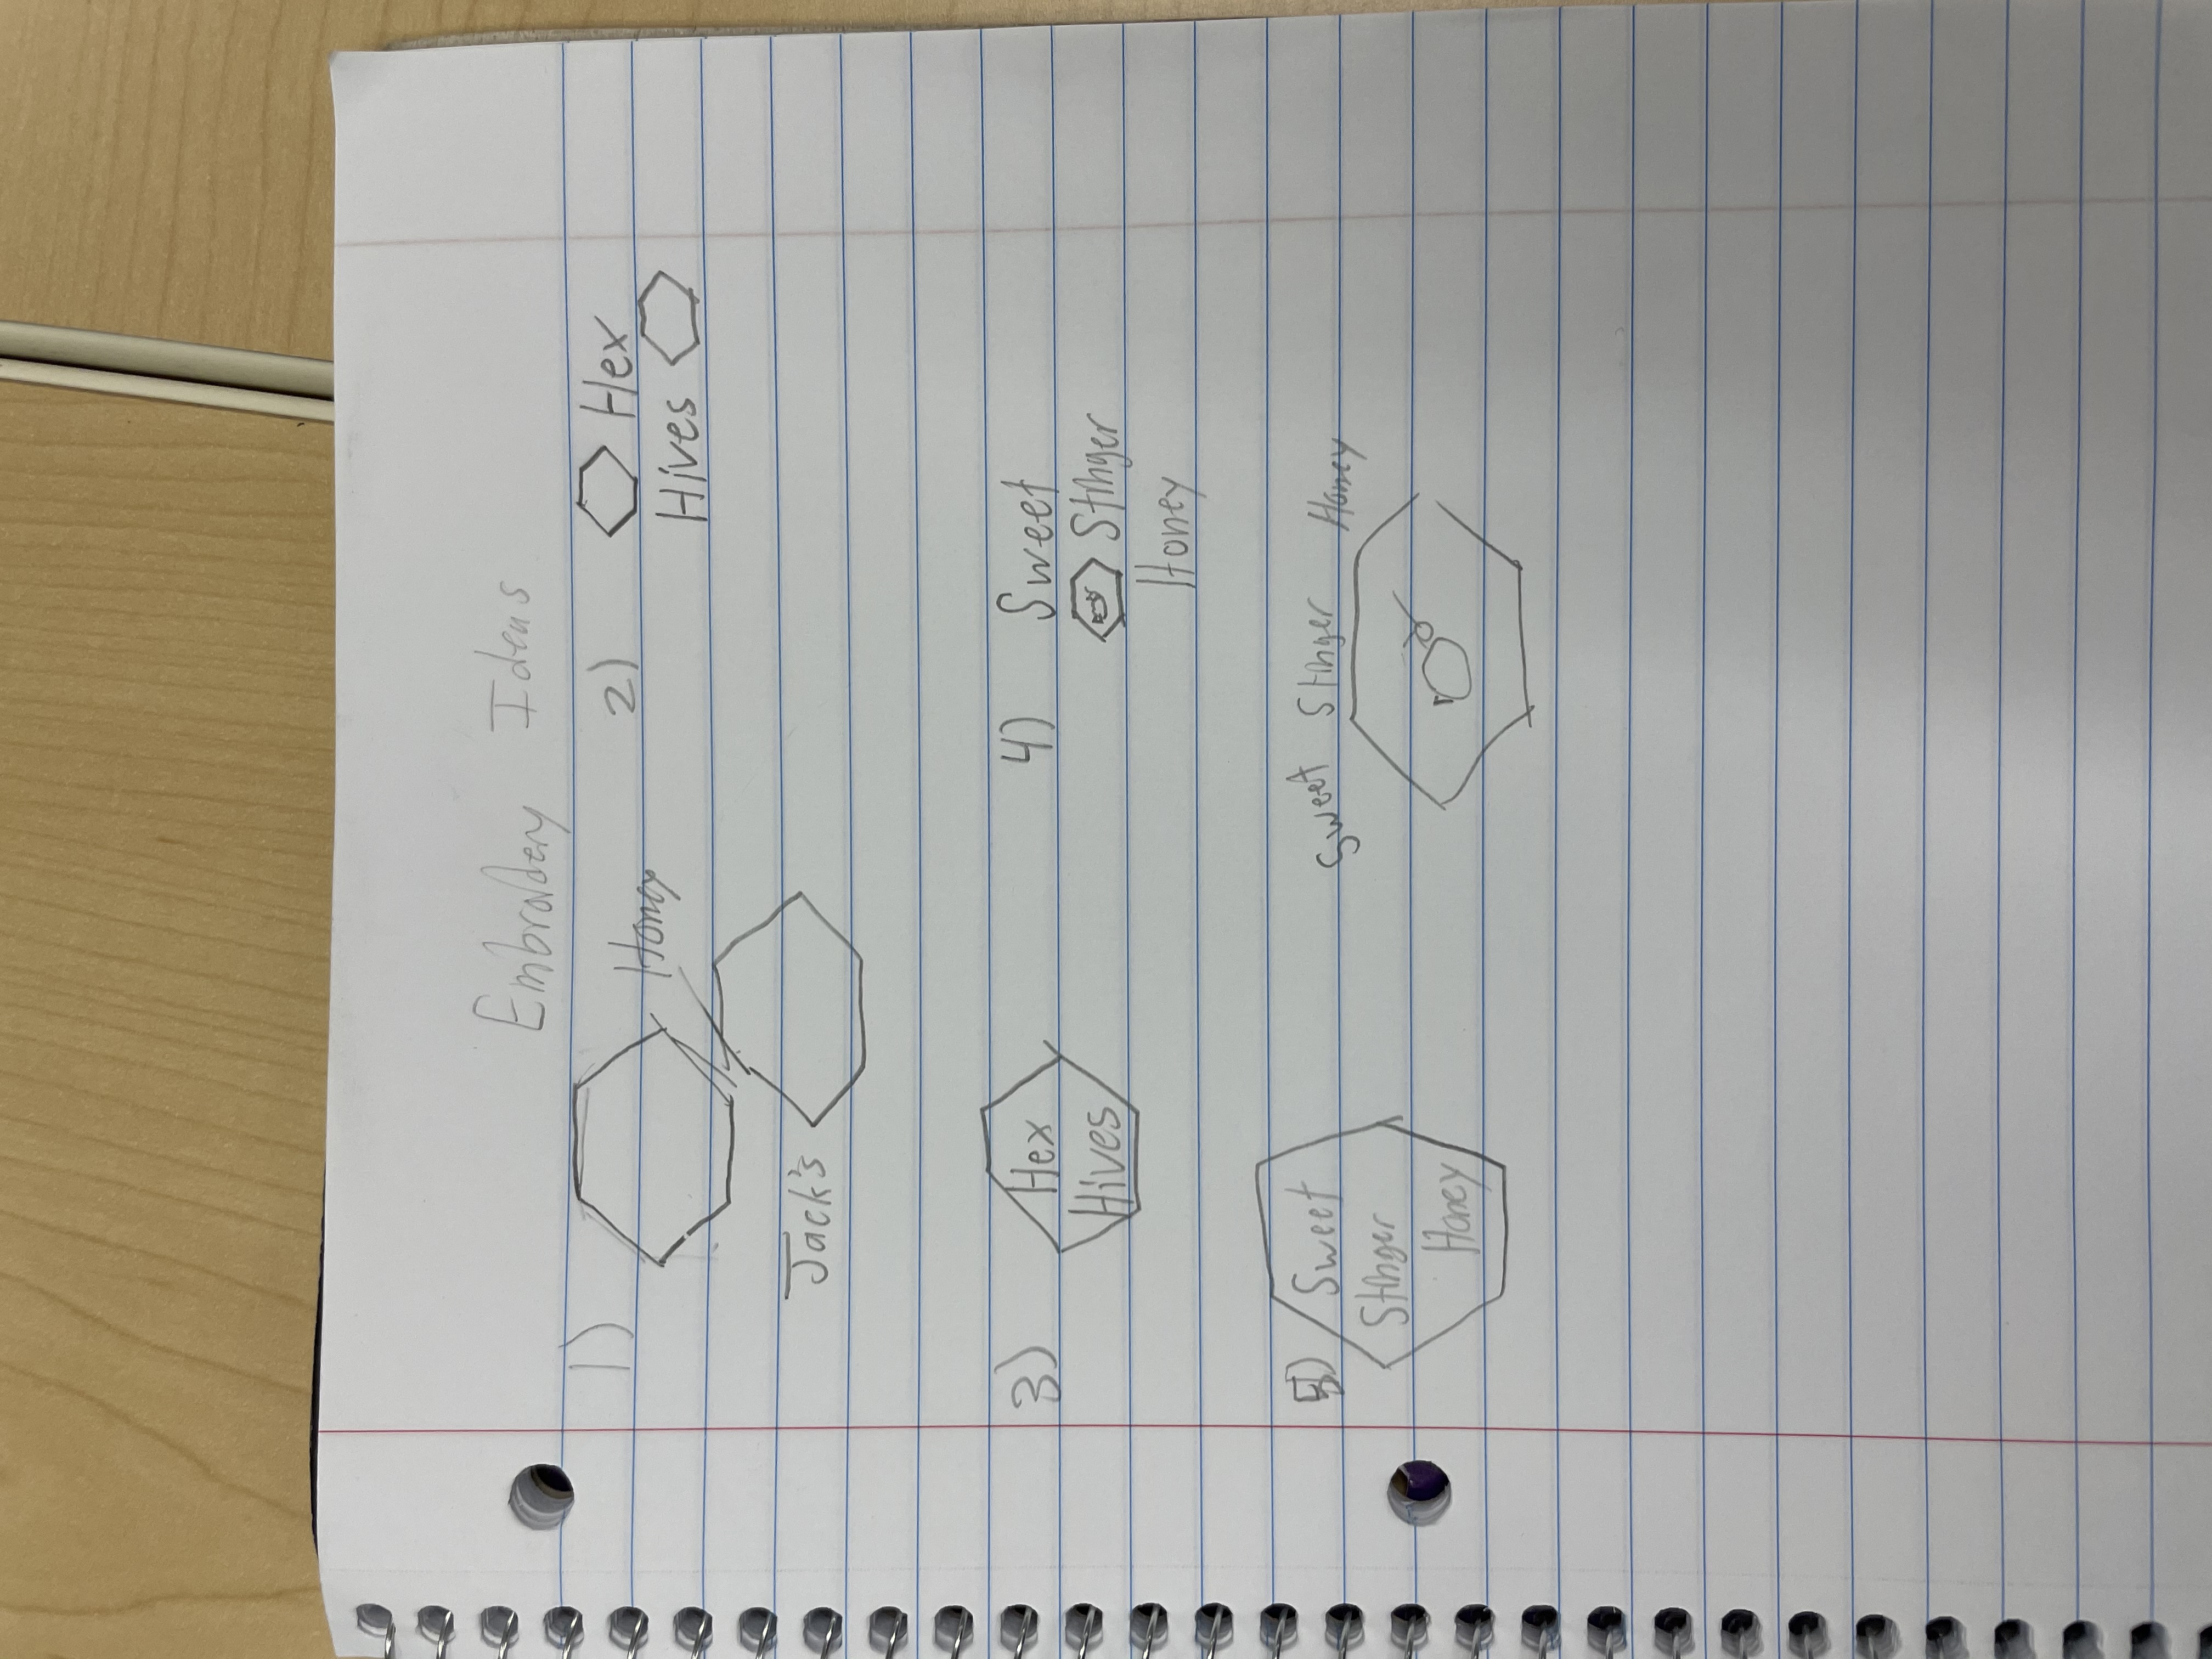 Embroidery Ideas
1)
Honey
Jack's
2)
Hex
Hives
3)
Hex
Hives
4)
Sweet
Stinger
Honey
5)
Sweet
Stinger
Honey
Sweet Stinger Honey